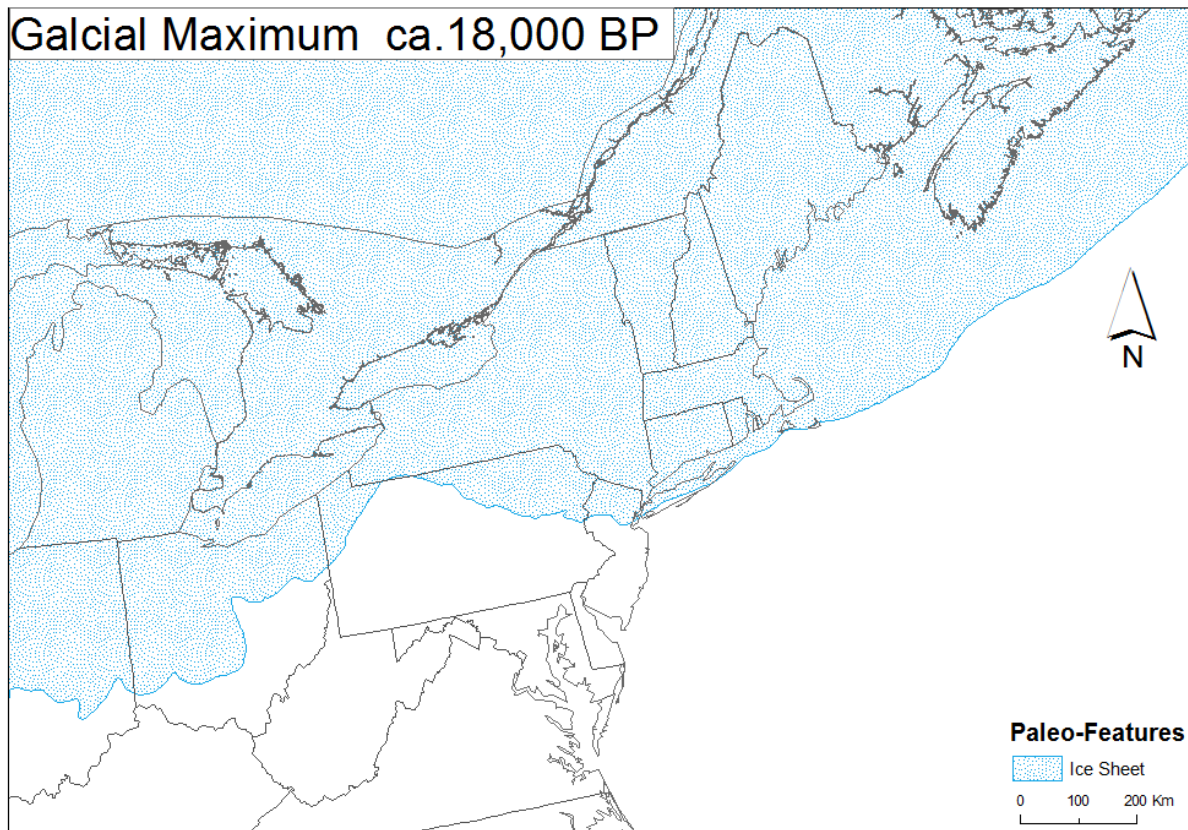 Galcial Maximum ca.18,000 BP
N
Paleo-Features
Ice Sheet
0 100 200 Km